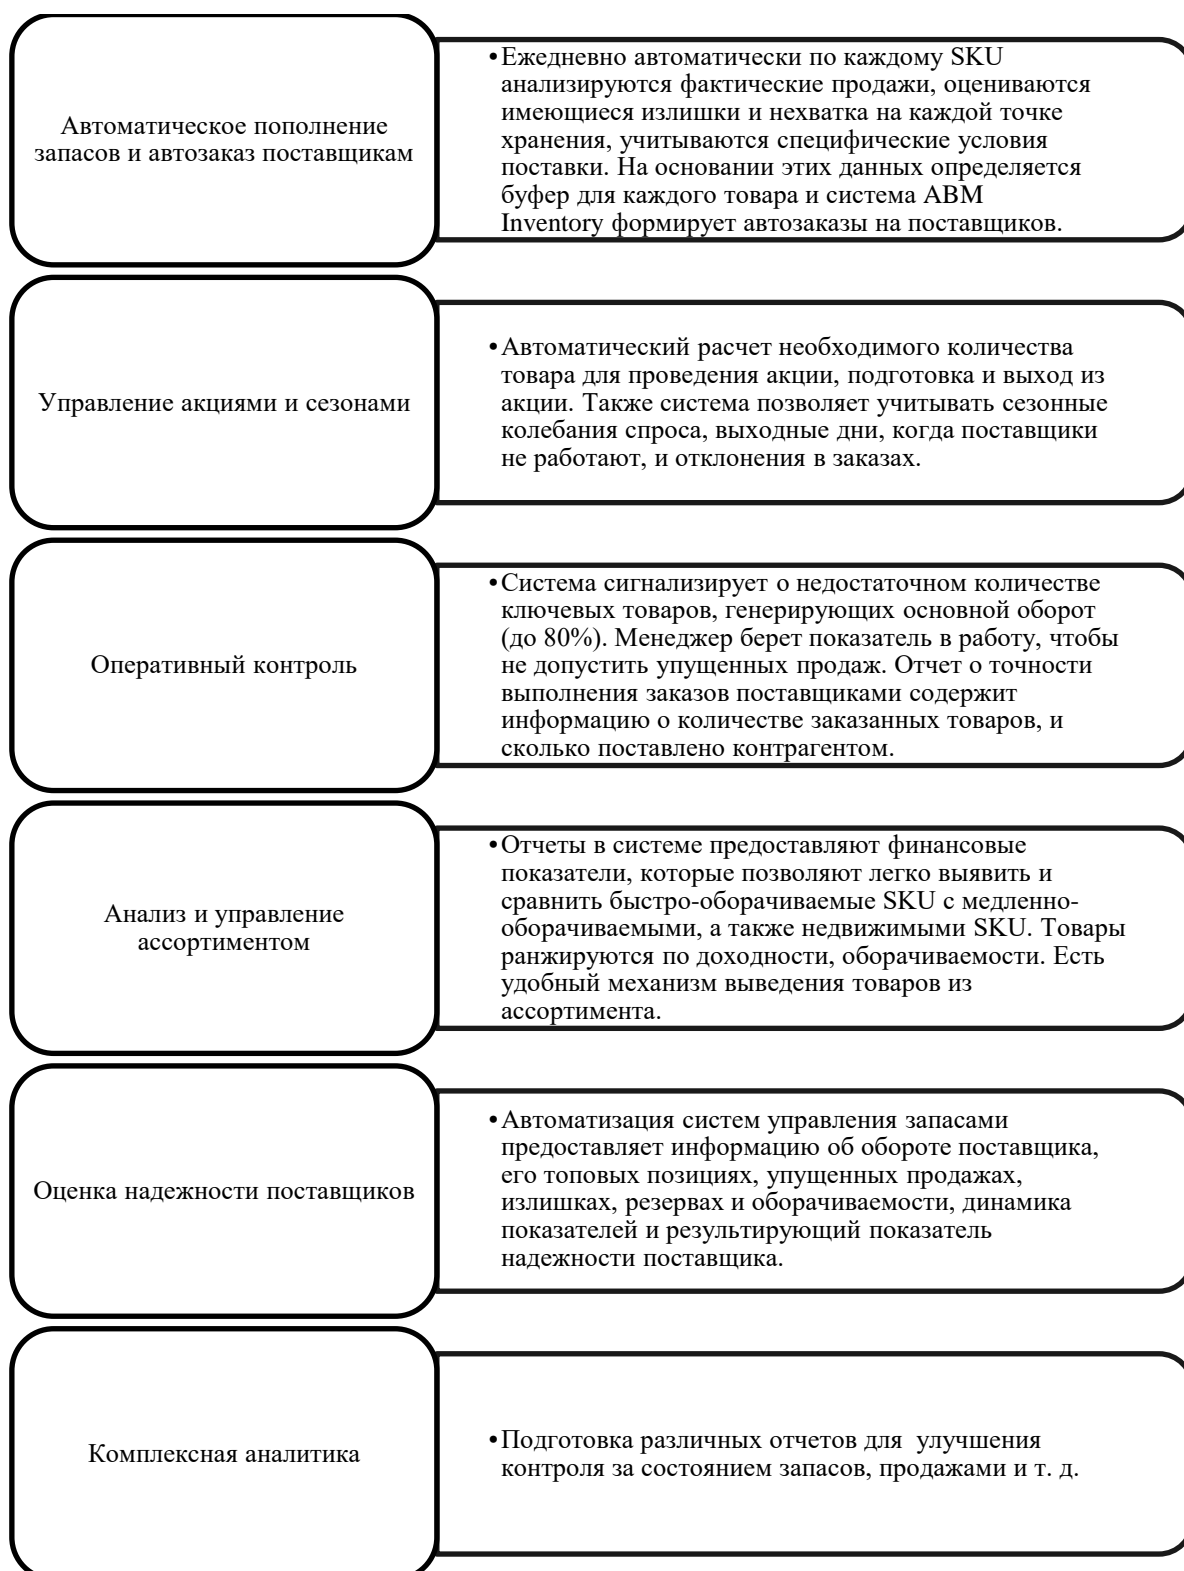 Автоматическое пополнение
запасов и автозаказ поставщикам
•Ежедневно автоматически по каждому SKU
анализируются фактические продажи, оцениваются
имеющиеся излишки и нехватка на каждой точке
хранения, учитываются специфические условия
поставки. На основании этих данных определяется
буфер для каждого товара и система ABM
Inventory формирует автозаказы на поставщиков.
Управление акциями и сезонами
•Автоматический расчет необходимого количества
товара для проведения акции, подготовка и выход из
акции. Также система позволяет учитывать сезонные
колебания спроса, выходные дни, когда поставщики
не работают, и отклонения в заказах.
Оперативный контроль
•Система сигнализирует о недостаточном количестве
ключевых товаров, генерирующих основной оборот
(до 80%). Менеджер берет показатель в работу, чтобы
не допустить упущенных продаж. Отчет о точности
выполнения заказов поставщиками содержит
информацию о количестве заказанных товаров, и
сколько поставлено контрагентом.
Анализ и управление
ассортиментом
•Отчеты в системе предоставляют финансовые
показатели, которые позволяют легко выявить и
сравнить быстро-оборачиваемые SKU с медленно-
оборачиваемыми, а также недвижимыми SKU. Товары
ранжируются по доходности, оборачиваемости. Есть
удобный механизм выведения товаров из
ассортимента.
Оценка надежности поставщиков
•Автоматизация систем управления запасами
предоставляет информацию об обороте поставщика,
его топовых позициях, упущенных продажах,
излишках, резервах и оборачиваемости, динамика
показателей и результирующий показатель
надежности поставщика.
Комплексная аналитика
•Подготовка различных отчетов для  улучшения
контроля за состоянием запасов, продажами и т. д.